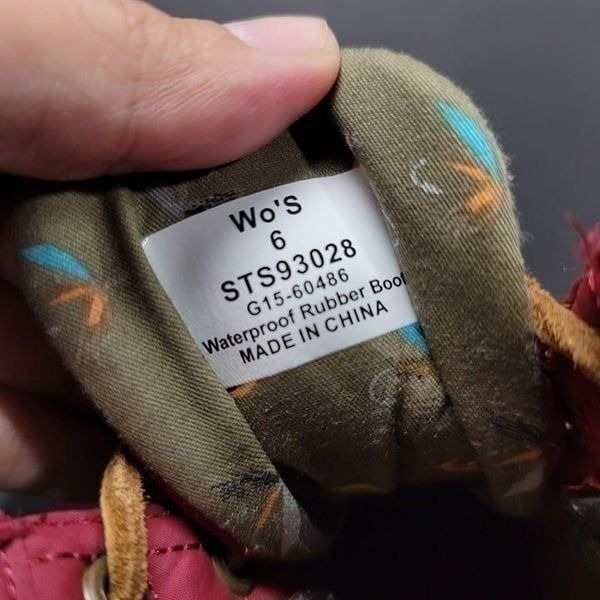 Wo'S
6
STS93028
G15-60486
Waterproof Rubber Boot
MADE IN CHINA